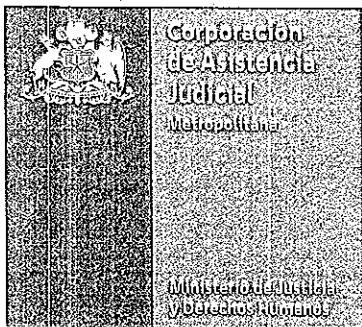 Corporación
de Asistencia
Judicial
Metropolitana
Ministerio de Justicia
y Derechos Humanos